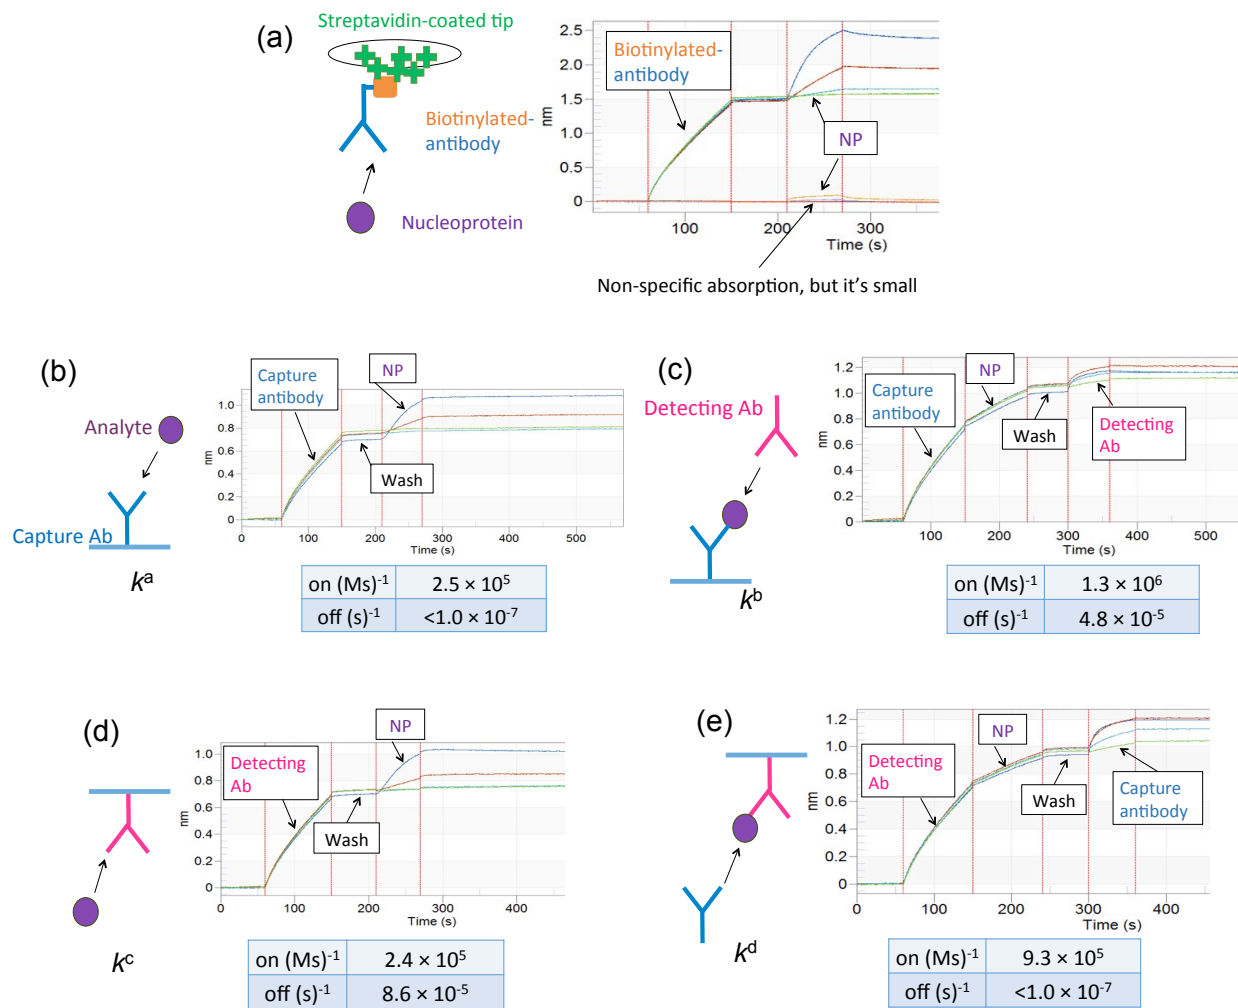 (a)
Streptavidin-coated tip
Biotinylated-
antibody
Nucleoprotein
2.5
2.0
1.5
1.0
0.5
0
nm
Biotinylated-
antibody
NP
100
200
300
Time (s)
Non-specific absorption, but it's small
(b)
Analyte
Capture Ab
kᵃ
1.0
0.8
0.6
0.4
0.2
0
nm
Capture
antibody
NP
Wash
0
100
200
300
400
500
Time (s)
on (Ms)⁻¹ 2.5 × 10⁵
off (s)⁻¹ <1.0 × 10⁻⁷
(c)
Detecting Ab
kᵇ
1.2
1.0
0.8
0.6
0.4
0.2
0
nm
Capture
antibody
NP
Wash
Detecting
Ab
0
100
200
300
400
500
Time (s)
on (Ms)⁻¹ 1.3 × 10⁶
off (s)⁻¹ 4.8 × 10⁻⁵
(d)
kᶜ
1.0
0.8
0.6
0.4
0.2
0
nm
Detecting
Ab
NP
Wash
0
100
200
300
400
Time (s)
on (Ms)⁻¹ 2.4 × 10⁵
off (s)⁻¹ 8.6 × 10⁻⁵
(e)
kᵈ
1.2
1.0
0.8
0.6
0.4
0.2
0
nm
Detecting
Ab
NP
Wash
Capture
antibody
0
100
200
300
400
Time (s)
on (Ms)⁻¹ 9.3 × 10⁵
off (s)⁻¹ <1.0 × 10⁻⁷